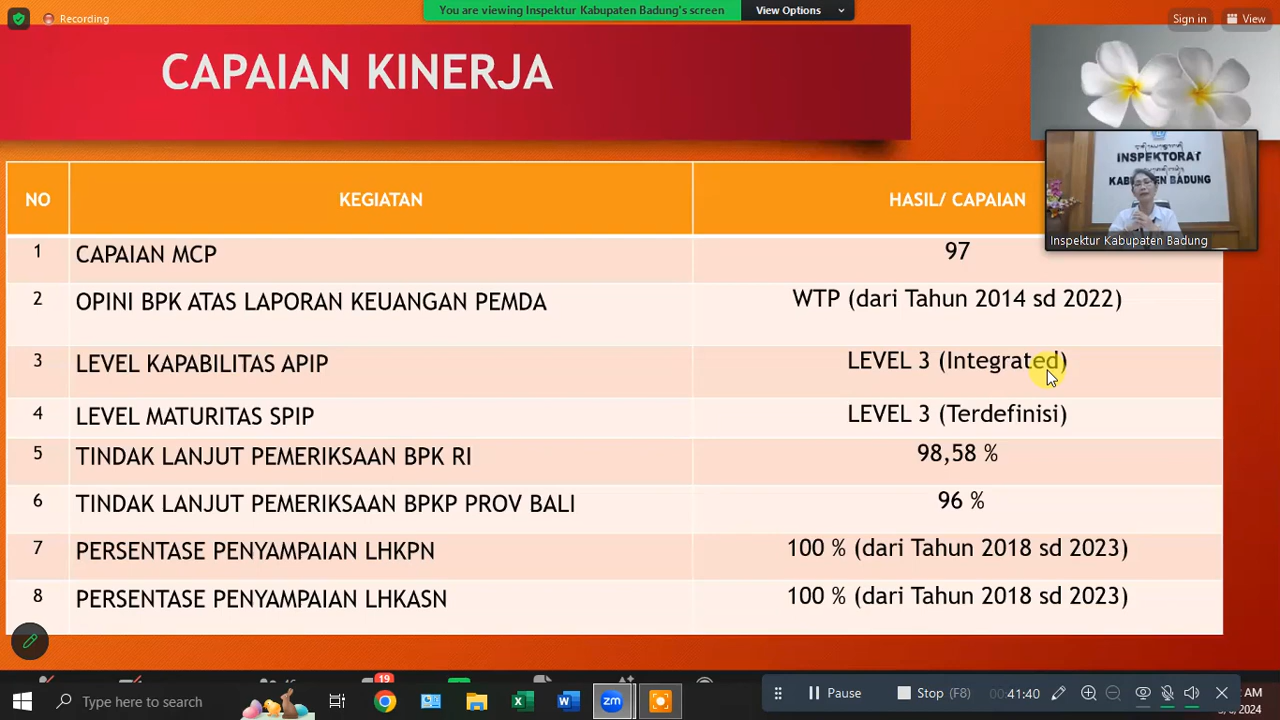 Recording
You are viewing Inspektur Kabupaten Badung's screen
View Options
Sign in
View
CAPAIAN KINERJA
INSPEKTORAT
KABUPATEN BADUNG
Inspektur Kabupaten Badung
NO KEGIATAN HASIL/ CAPAIAN
1 CAPAIAN MCP 97
2 OPINI BPK ATAS LAPORAN KEUANGAN PEMDA WTP (dari Tahun 2014 sd 2022)
3 LEVEL KAPABILITAS APIP LEVEL 3 (Integrated)
4 LEVEL MATURITAS SPIP LEVEL 3 (Terdefinisi)
5 TINDAK LANJUT PEMERIKSAAN BPK RI 98,58 %
6 TINDAK LANJUT PEMERIKSAAN BPKP PROV BALI 96 %
7 PERSENTASE PENYAMPAIAN LHKPN 100 % (dari Tahun 2018 sd 2023)
8 PERSENTASE PENYAMPAIAN LHKASN 100 % (dari Tahun 2018 sd 2023)
19
Type here to search
zm
Pause
Stop (F8)
00:41:40
AM
2024